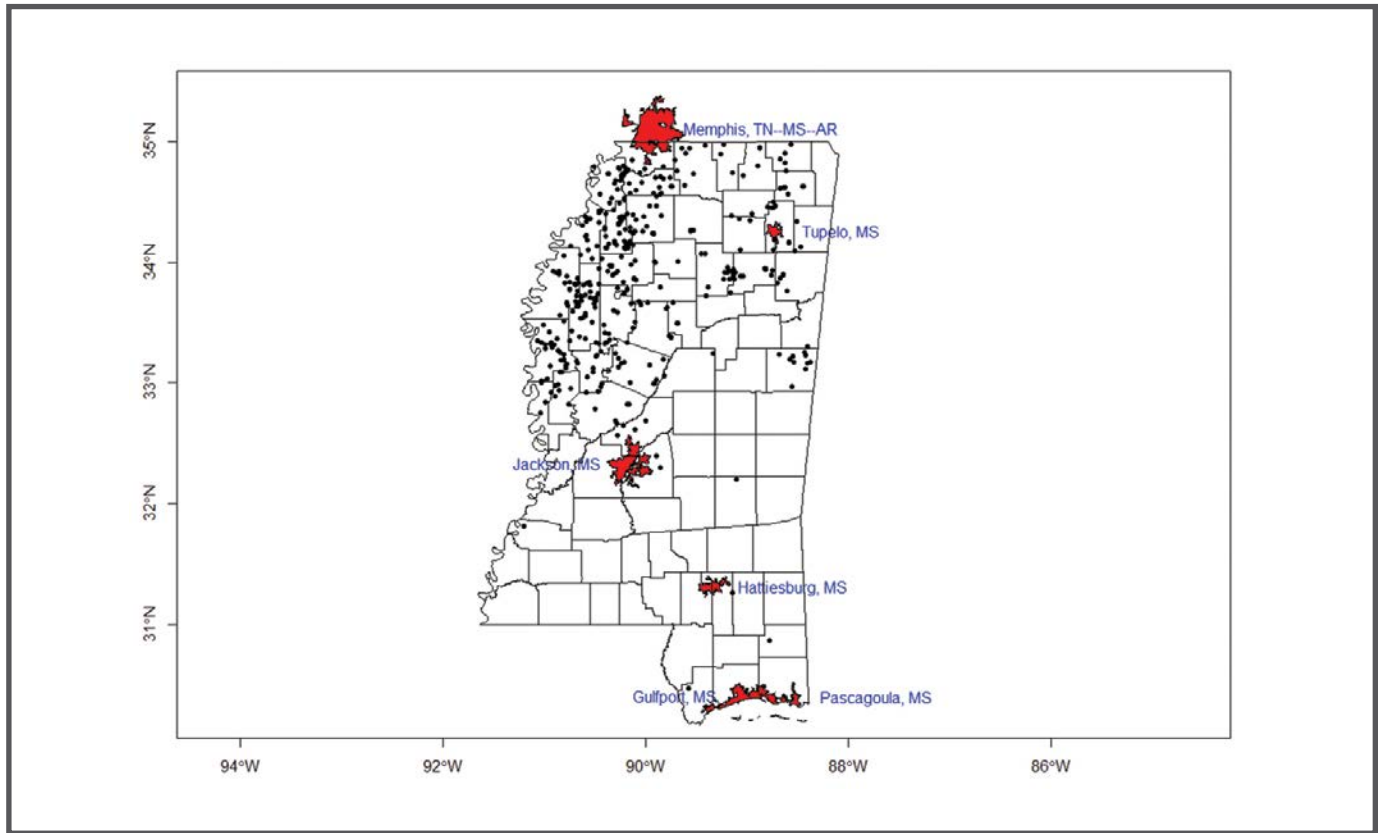 35°N
34°N
33°N
32°N
31°N
Memphis, TN--MS--AR
Tupelo, MS
Jackson, MS
Hattiesburg, MS
Gulfport, MS
Pascagoula, MS
94°W
92°W
90°W
88°W
86°W